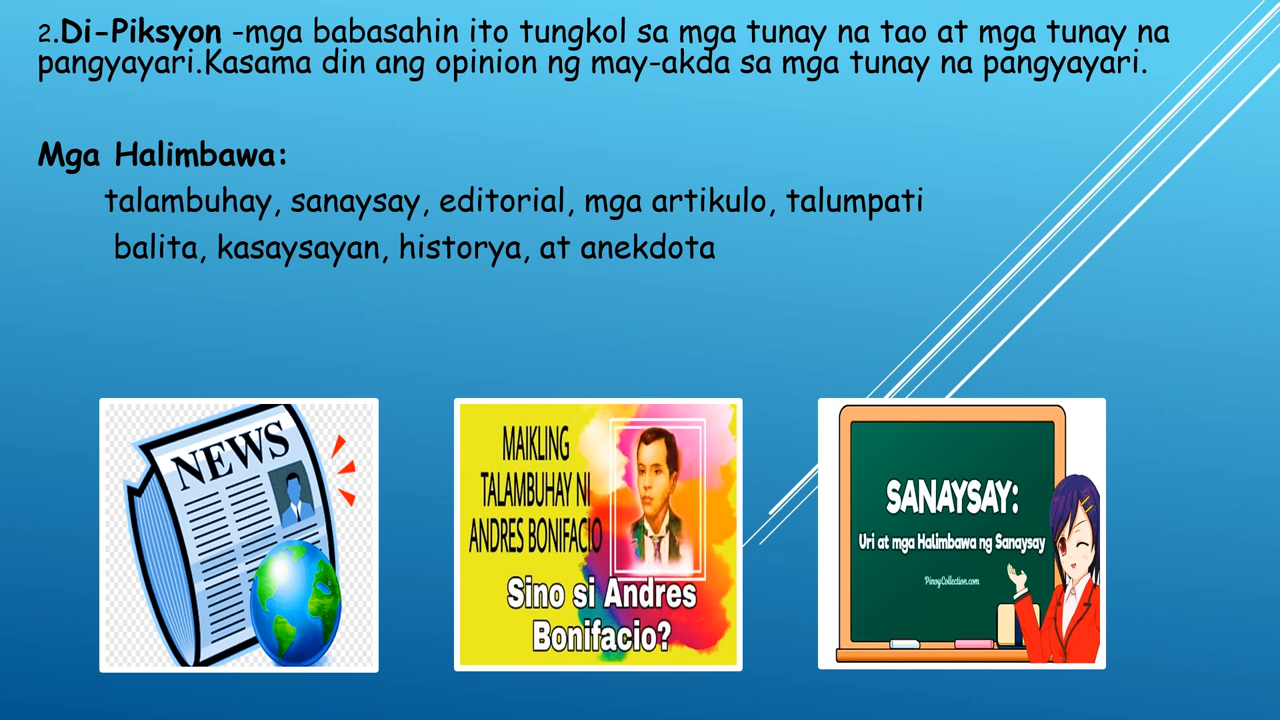 2.Di-Piksyon -mga babasahin ito tungkol sa mga tunay na tao at mga tunay na
pangyayari.Kasama din ang opinion ng may-akda sa mga tunay na pangyayari.
Mga Halimbawa:
talambuhay, sanaysay, editorial, mga artikulo, talumpati
balita, kasaysayan, historya, at anekdota
NEWS
MAIKLING
TALAMBUHAY NI
ANDRES BONIFACIO
Sino si Andres
Bonifacio?
SANAYSAY:
Uri at mga Halimbawa ng Sanaysay
PinoyCollection.com